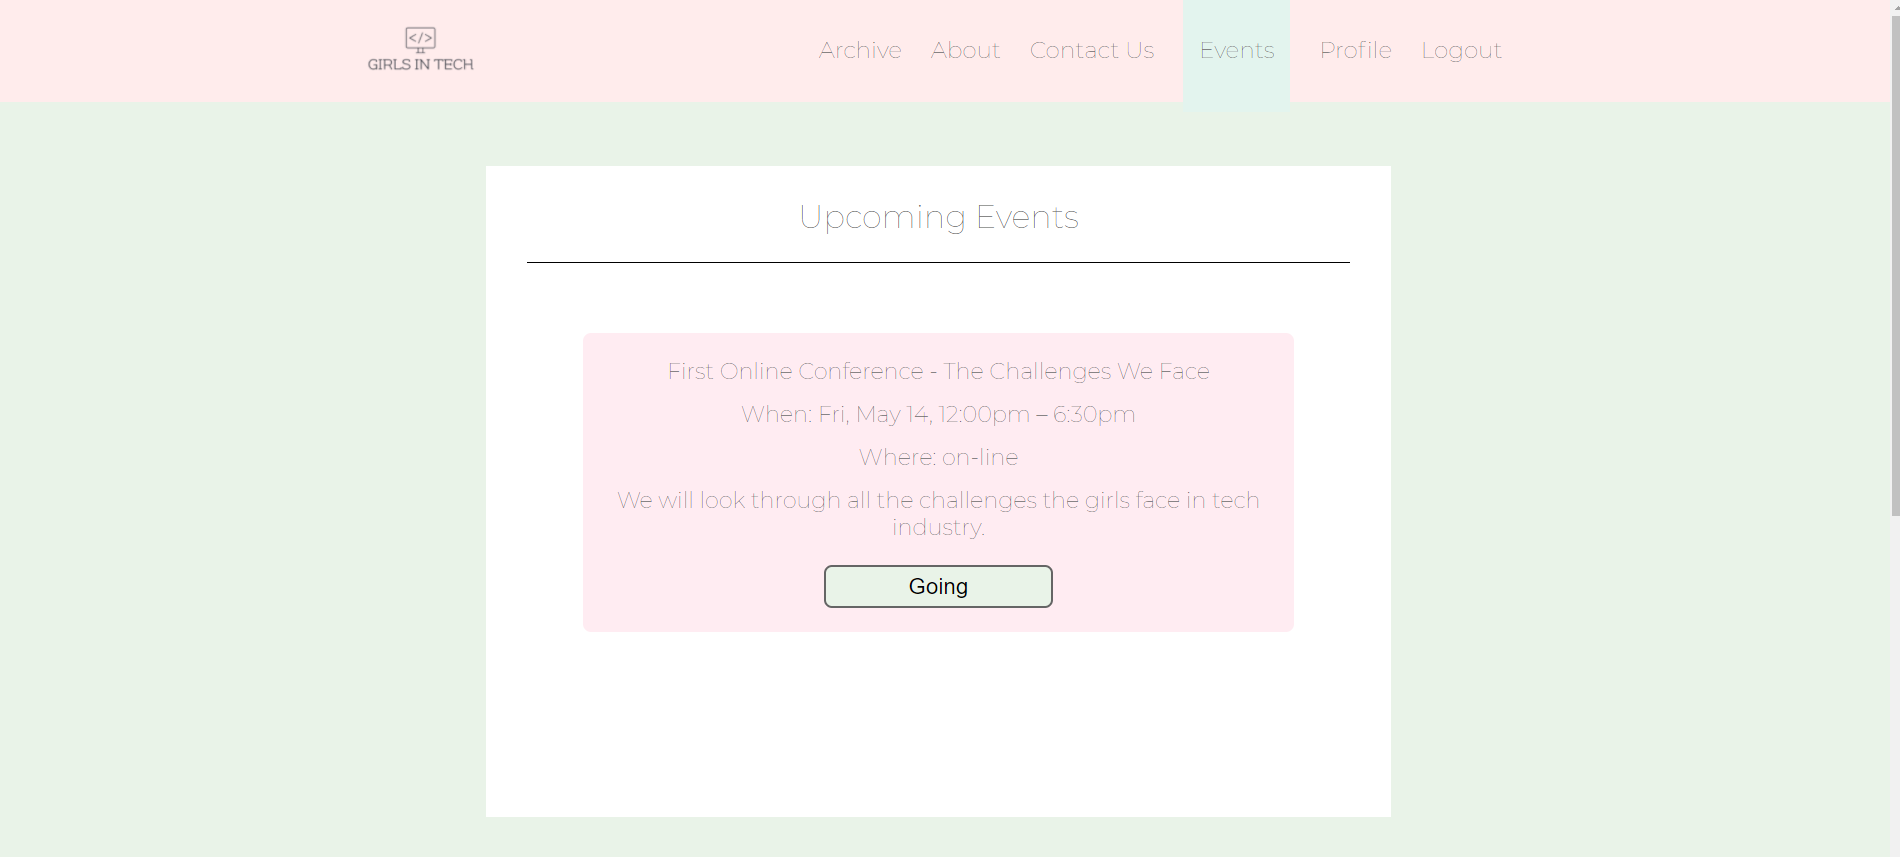 </>
GIRLS IN TECH
Archive About Contact Us Events Profile Logout
Upcoming Events
First Online Conference - The Challenges We Face
When: Fri, May 14, 12:00pm – 6:30pm
Where: on-line
We will look through all the challenges the girls face in tech
industry.
Going